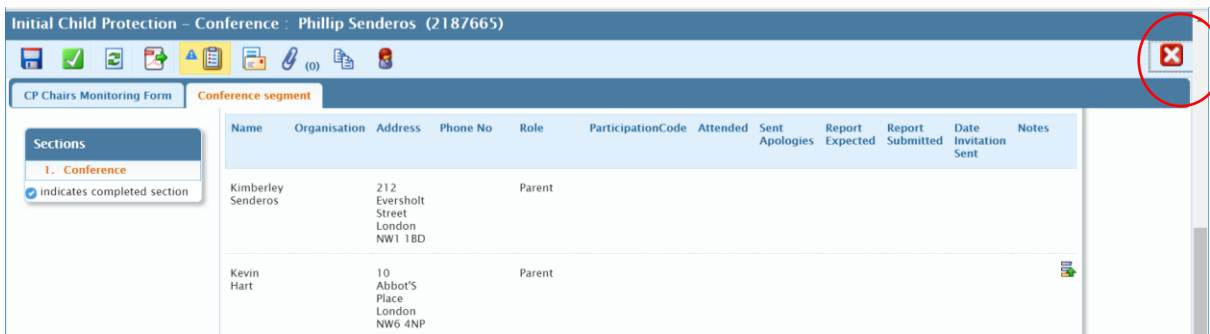 Initial Child Protection – Conference : Phillip Senderos (2187665)
(0)
CP Chairs Monitoring Form
Conference segment
Sections
1. Conference
indicates completed section
Name Organisation Address Phone No Role ParticipationCode Attended Sent Report Report Date Notes
Apologies Expected Submitted Invitation
Sent
Kimberley 212 Parent
Senderos Eversholt
Street
London
NW1 1BD
Kevin 10 Parent
Hart Abbot'S
Place
London
NW6 4NP